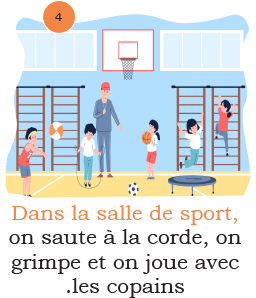 4
Dans la salle de sport,
on saute à la corde, on
grimpe et on joue avec
.les copains